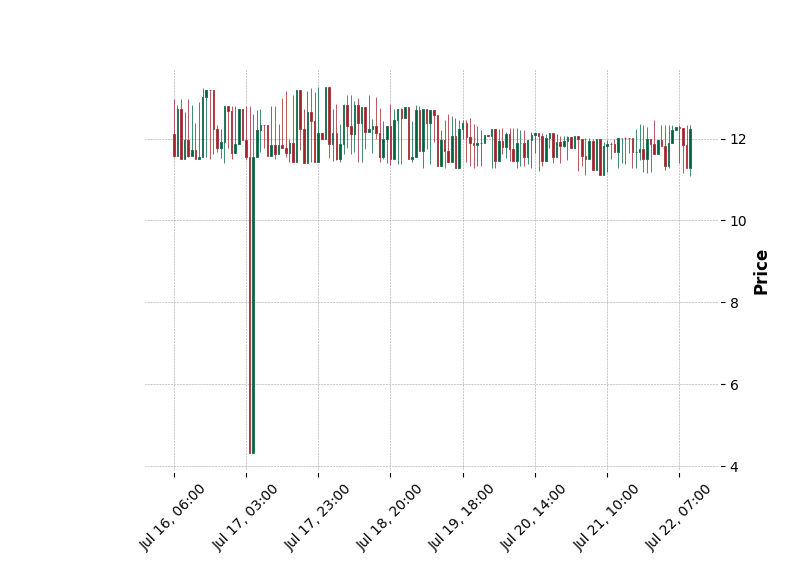 12
10
8
6
4
Price
Jul 16, 06:00
Jul 17, 03:00
Jul 17, 23:00
Jul 18, 20:00
Jul 19, 18:00
Jul 20, 14:00
Jul 21, 10:00
Jul 22, 07:00